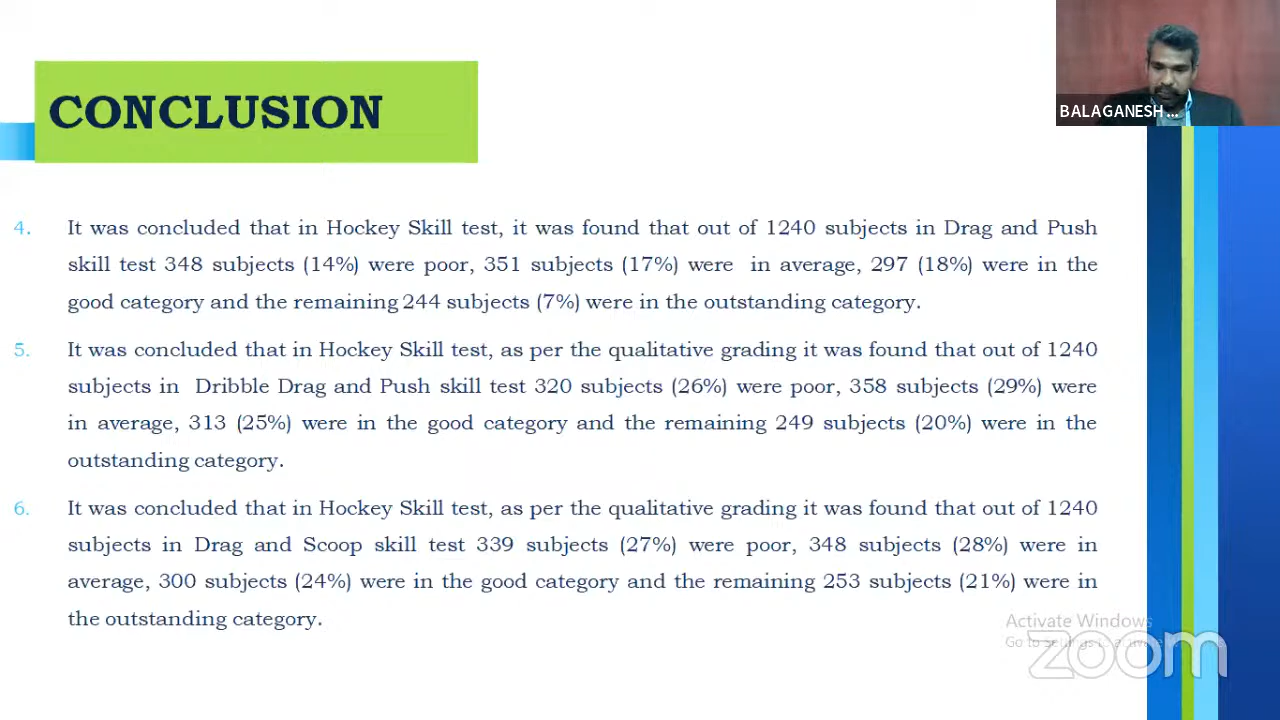 CONCLUSION
BALAGANESH ...
4. It was concluded that in Hockey Skill test, it was found that out of 1240 subjects in Drag and Push
skill test 348 subjects (14%) were poor, 351 subjects (17%) were in average, 297 (18%) were in the
good category and the remaining 244 subjects (7%) were in the outstanding category.
5. It was concluded that in Hockey Skill test, as per the qualitative grading it was found that out of 1240
subjects in Dribble Drag and Push skill test 320 subjects (26%) were poor, 358 subjects (29%) were
in average, 313 (25%) were in the good category and the remaining 249 subjects (20%) were in the
outstanding category.
6. It was concluded that in Hockey Skill test, as per the qualitative grading it was found that out of 1240
subjects in Drag and Scoop skill test 339 subjects (27%) were poor, 348 subjects (28%) were in
average, 300 subjects (24%) were in the good category and the remaining 253 subjects (21%) were in
the outstanding category.
Activate Windows
Go to Settings to activate
zoom